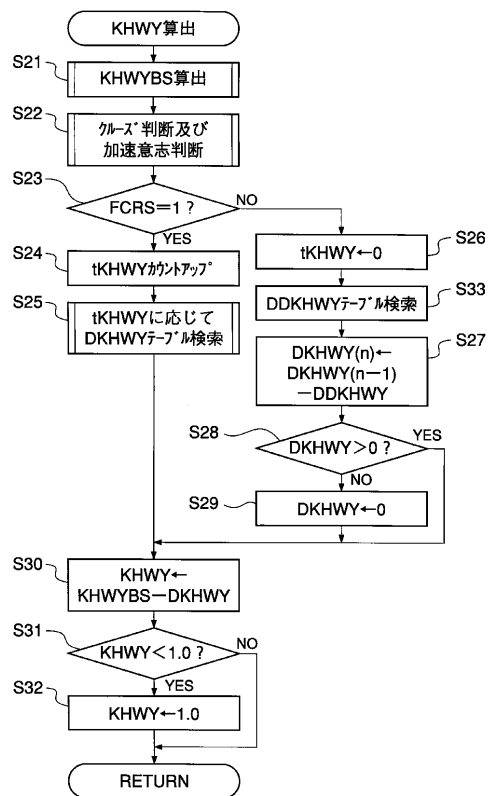 KHWY算出
S21
KHWYBS算出
S22
クルーズ判断及び
加速意志判断
S23
FCRS=1 ?
NO
YES
S24
tKHWYカウントアップ
S25
tKHWYに応じて
DKHWYテーブル検索
S26
tKHWY←0
S33
DDKHWYテーブル検索
S27
DKHWY(n)←
DKHWY(n−1)
−DDKHWY
S28
DKHWY>0 ?
YES
NO
S29
DKHWY←0
S30
KHWY←
KHWYBS−DKHWY
S31
KHWY<1.0 ?
NO
YES
S32
KHWY←1.0
RETURN